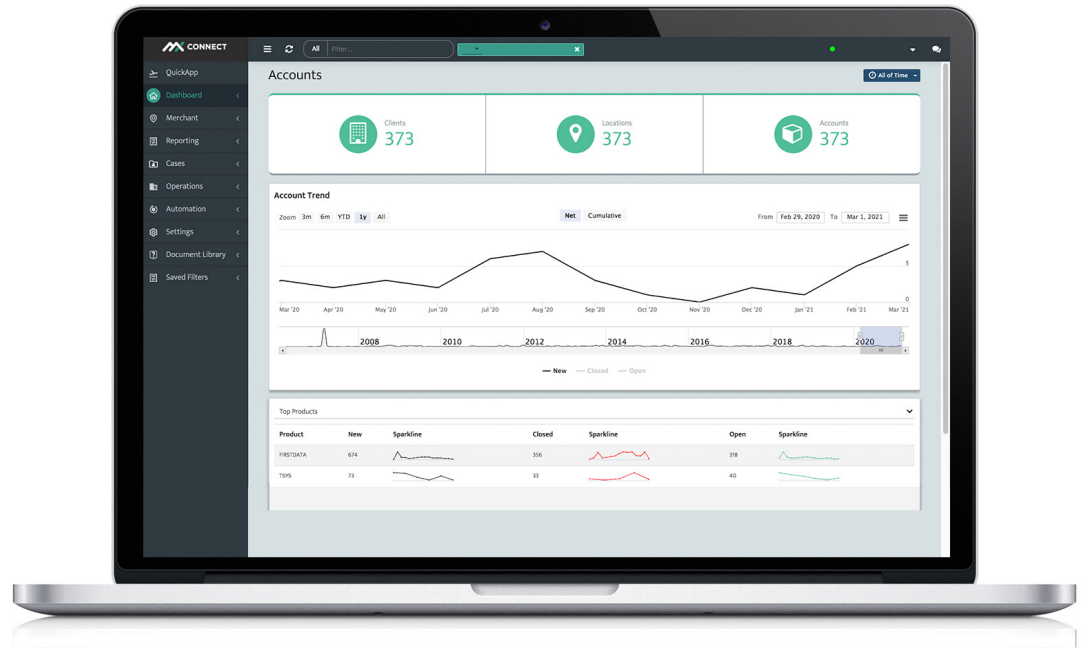 CONNECT
All Filter...
QuickApp
Dashboard
Merchant
Reporting
Cases
Operations
Automation
Settings
Document Library
Saved Filters
Accounts
All of Time
Clients
373
Locations
373
Accounts
373
Account Trend
Zoom 3m 6m YTD 1y All
Net Cumulative
From Feb 29, 2020 To Mar 1, 2021
5
0
Mar '20 Apr '20 May '20 Jun '20 Jul '20 Aug '20 Sep '20 Oct '20 Nov '20 Dec '20 Jan '21 Feb '21 Mar '21
2008 2010 2012 2014 2016 2018 2020
New Closed Open
Top Products
Product New Sparkline Closed Sparkline Open Sparkline
FIRSTDATA 674 356 318
TSYS 73 33 40